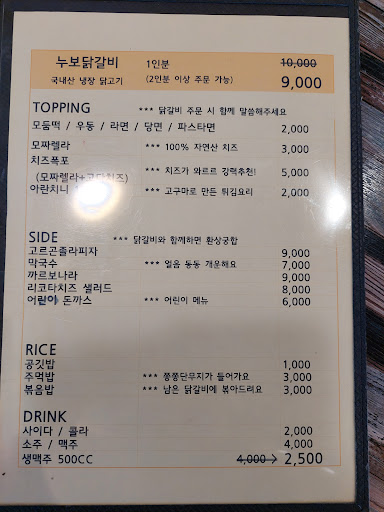 누보닭갈비 1인분 10,000
국내산 냉장 닭고기 (2인분 이상 주문 가능) 9,000
TOPPING *** 닭갈비 주문 시 함께 말씀해주세요
모둠떡 / 우동 / 라면 / 당면 / 파스타면 2,000
모짜렐라 *** 100% 자연산 치즈 3,000
치즈폭포
(모짜렐라+고다치즈) *** 치즈가 와르르 강력추천! 5,000
아란치니 *** 고구마로 만든 튀김요리 2,000
SIDE *** 닭갈비와 함께하면 환상궁합
고르곤졸라피자 9,000
막국수 *** 얼음 동동 개운해요 7,000
까르보나라 9,000
리코타치즈 샐러드 8,000
어린이 돈까스 *** 어린이 메뉴 6,000
RICE
공깃밥 1,000
주먹밥 *** 쫑쫑단무지가 들어가요 3,000
볶음밥 *** 남은 닭갈비에 볶아드려요 3,000
DRINK
사이다 / 콜라 2,000
소주 / 맥주 4,000
생맥주 500CC 4,000 → 2,500